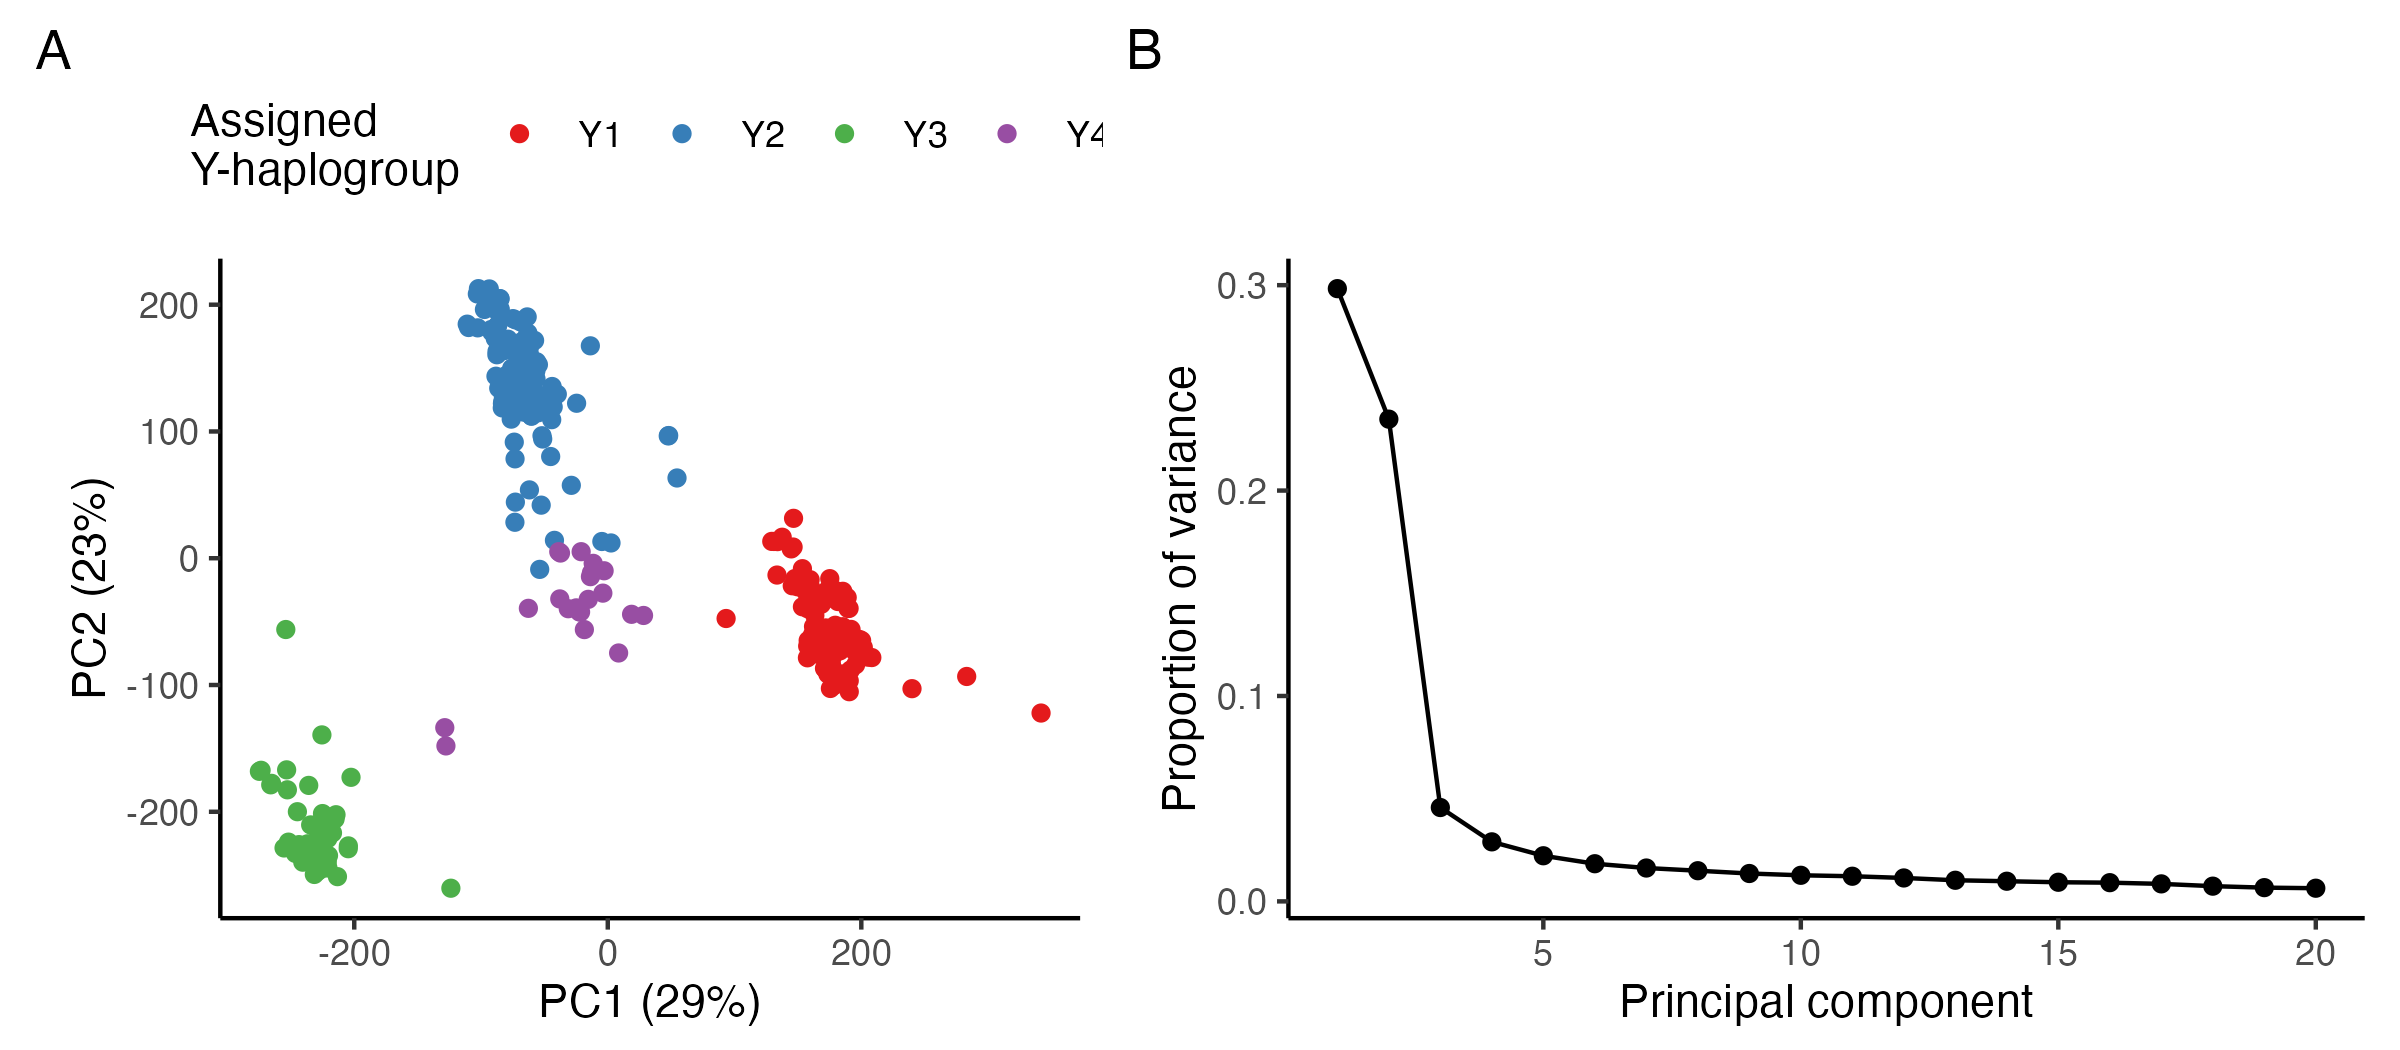 A
Assigned
Y-haplogroup
Y1 Y2 Y3 Y4
PC2 (23%)
200
100
0
-100
-200
-200 0 200
PC1 (29%)
B
Proportion of variance
0.3
0.2
0.1
0.0
5 10 15 20
Principal component